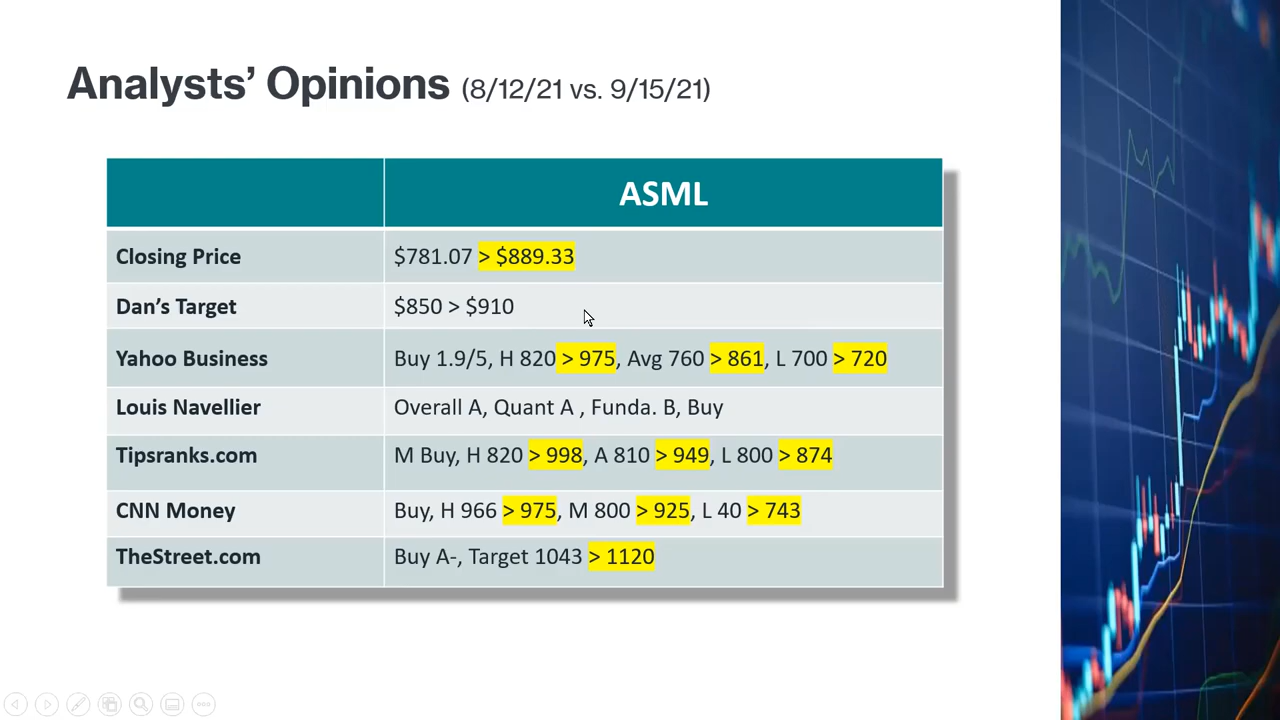 Analysts’ Opinions (8/12/21 vs. 9/15/21)
ASML
Closing Price $781.07 > $889.33
Dan’s Target $850 > $910
Yahoo Business Buy 1.9/5, H 820 > 975, Avg 760 > 861, L 700 > 720
Louis Navellier Overall A, Quant A , Funda. B, Buy
Tipsranks.com M Buy, H 820 > 998, A 810 > 949, L 800 > 874
CNN Money Buy, H 966 > 975, M 800 > 925, L 40 > 743
TheStreet.com Buy A-, Target 1043 > 1120